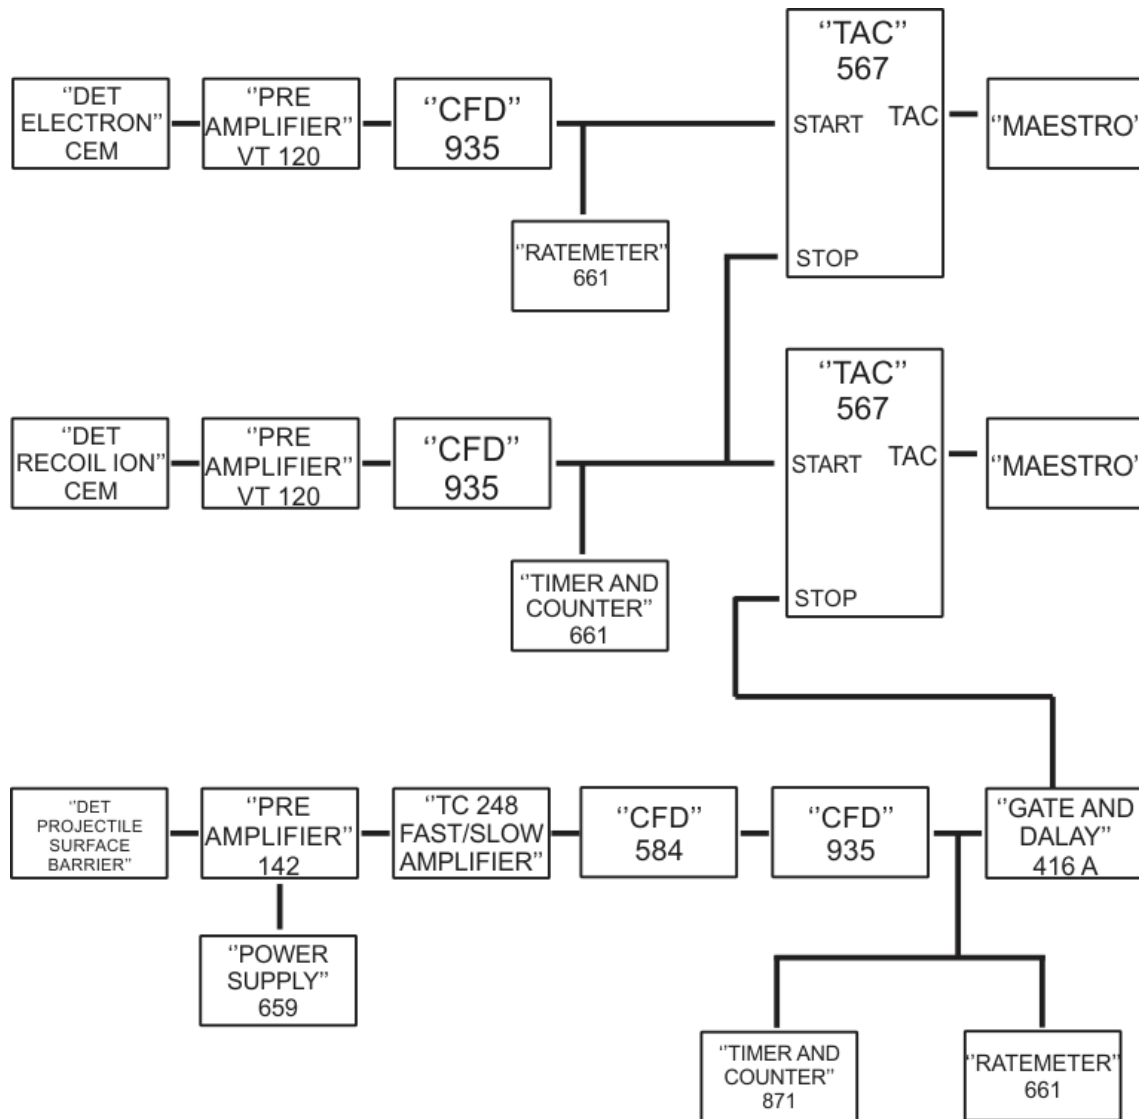 ‘‘TAC’’
567
‘‘DET
ELECTRON’’
CEM
‘‘PRE
AMPLIFIER’’
VT 120
‘‘CFD’’
935
START
TAC
‘‘MAESTRO’
‘‘RATEMETER’’
661
STOP
‘‘TAC’’
567
‘‘DET
RECOIL ION’’
CEM
‘‘PRE
AMPLIFIER’’
VT 120
‘‘CFD’’
935
START
TAC
‘‘MAESTRO’
‘‘TIMER AND
COUNTER’’
661
STOP
‘‘DET
PROJECTILE
SURFACE
BARRIER’’
‘‘PRE
AMPLIFIER’’
142
‘‘TC 248
FAST/SLOW
AMPLIFIER’’
‘‘CFD’’
584
‘‘CFD’’
935
‘‘GATE AND
DALAY’’
416 A
‘‘POWER
SUPPLY’’
659
‘‘TIMER AND
COUNTER’’
871
‘‘RATEMETER’’
661